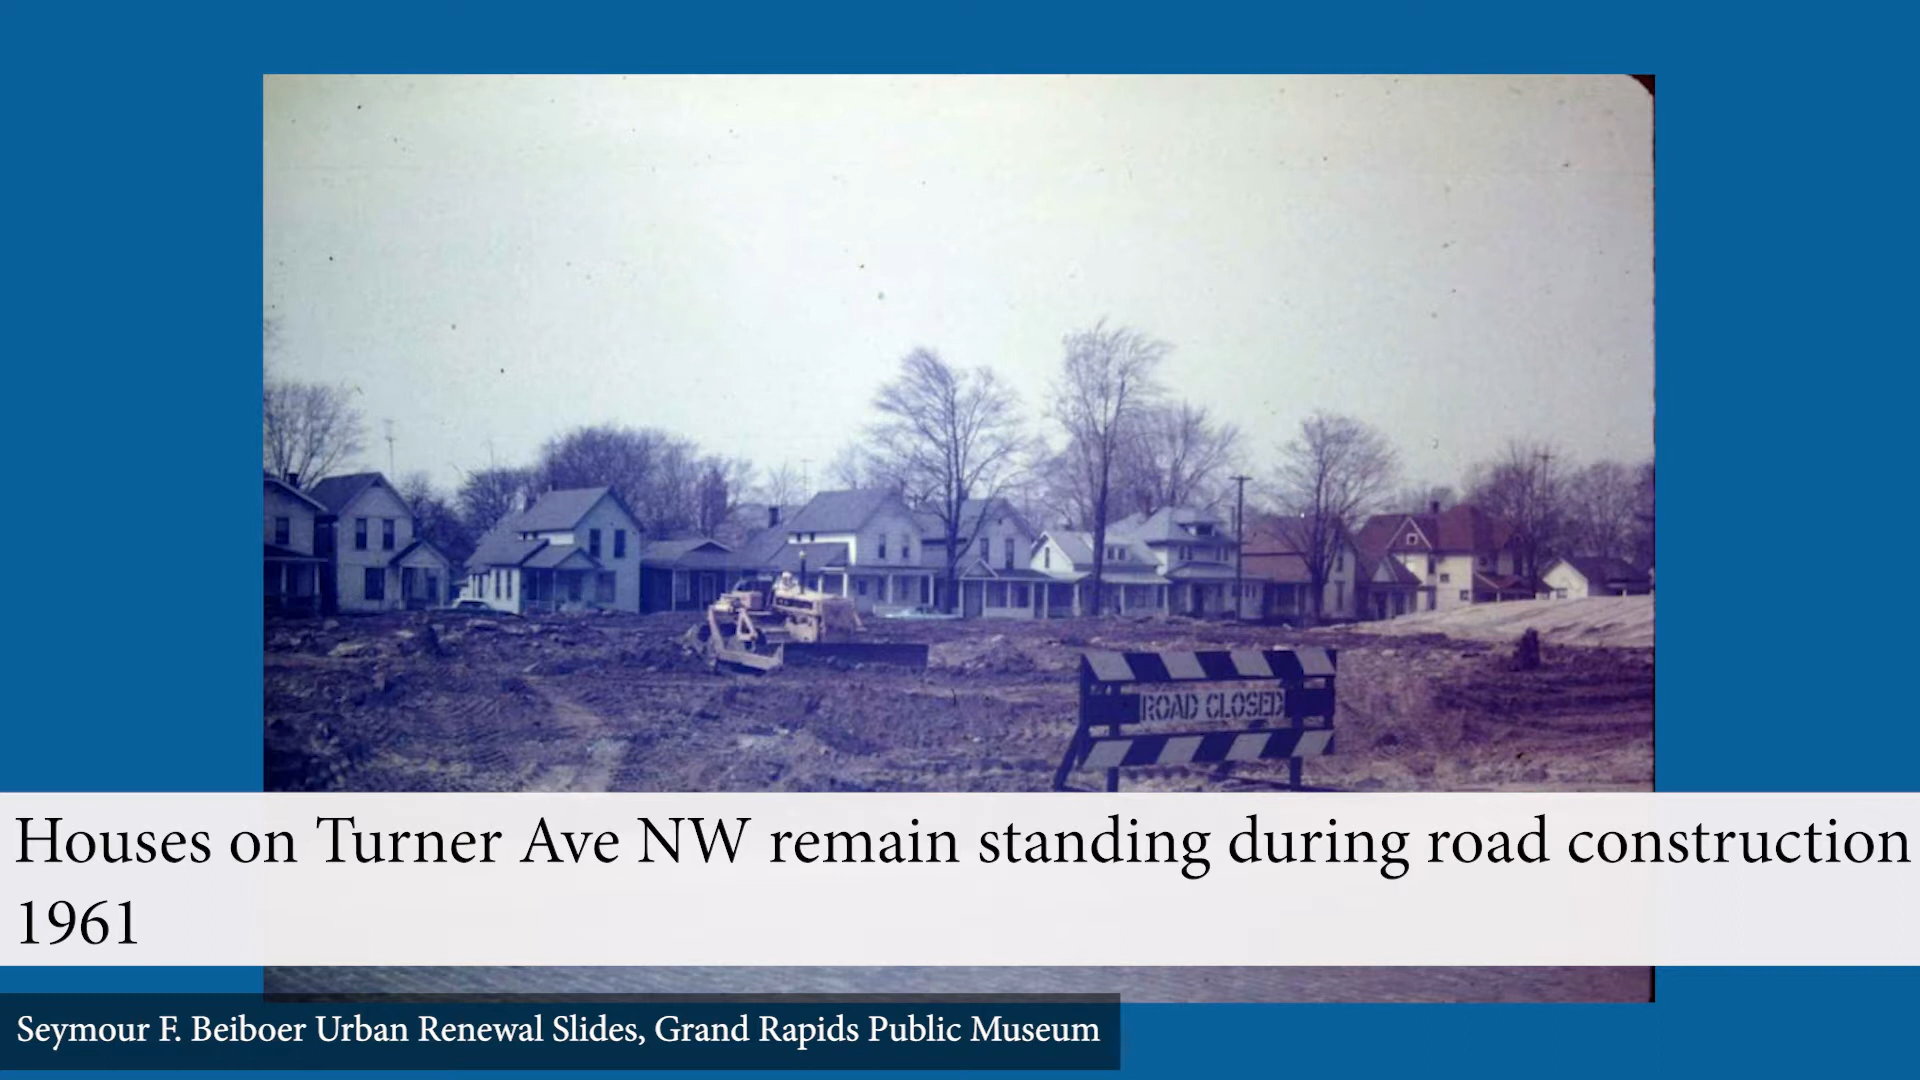 ROAD CLOSED
Houses on Turner Ave NW remain standing during road construction
1961
Seymour F. Beiboer Urban Renewal Slides, Grand Rapids Public Museum